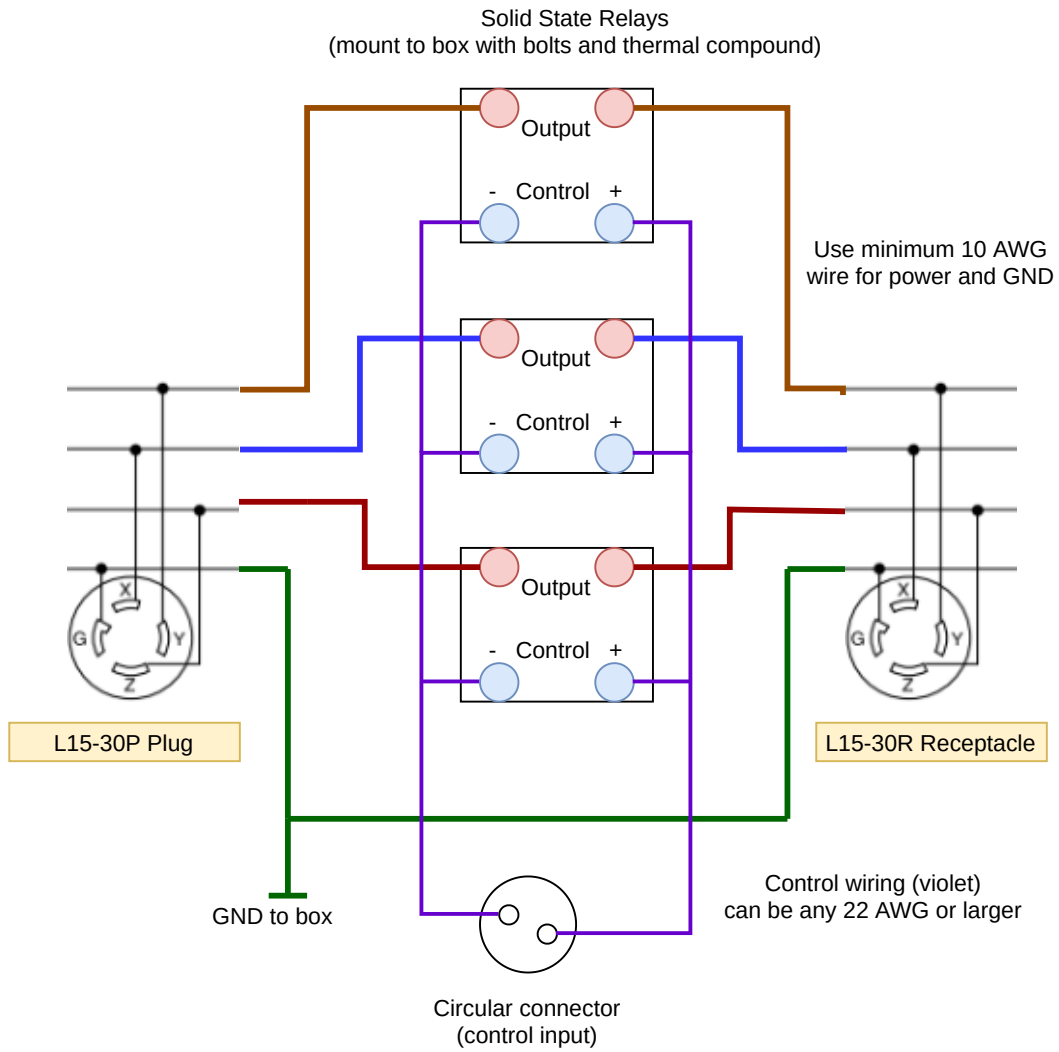 Solid State Relays
(mount to box with bolts and thermal compound)
Output
- Control +
Use minimum 10 AWG
wire for power and GND
Output
- Control +
Output
- Control +
X
G
Y
Z
L15-30P Plug
X
G
Y
Z
L15-30R Receptacle
GND to box
Control wiring (violet)
can be any 22 AWG or larger
Circular connector
(control input)